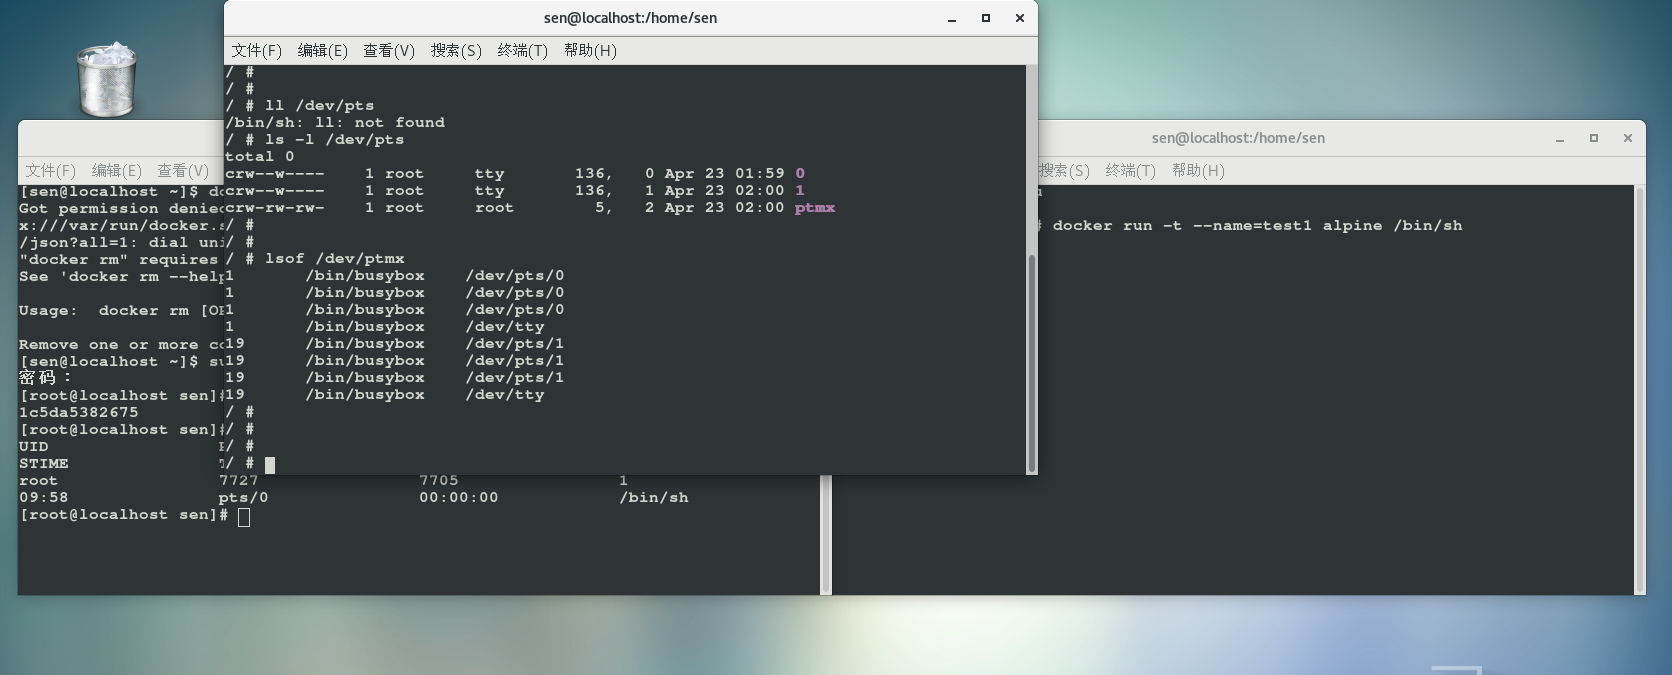 sen@localhost:/home/sen
文件(F) 编辑(E) 查看(V) 搜索(S) 终端(T) 帮助(H)
/ #
/ #
/ # ll /dev/pts
/bin/sh: ll: not found
/ # ls -l /dev/pts
total 0
crw--w---- 1 root tty 136, 0 Apr 23 01:59 0
crw--w---- 1 root tty 136, 1 Apr 23 02:00 1
crw-rw-rw- 1 root root 5, 2 Apr 23 02:00 ptmx
/ #
/ #
/ # lsof /dev/ptmx
1 /bin/busybox /dev/pts/0
1 /bin/busybox /dev/pts/0
1 /bin/busybox /dev/pts/0
1 /bin/busybox /dev/tty
19 /bin/busybox /dev/pts/1
19 /bin/busybox /dev/pts/1
19 /bin/busybox /dev/pts/1
19 /bin/busybox /dev/tty
/ #
/ #
/ #
/ #
文件(F) 编辑(E) 查看(V)
[sen@localhost ~]$
Got permission denied
x:///var/run/docker.s
/json?all=1: dial uni
"docker rm" requires
See 'docker rm --help
Usage: docker rm [O
Remove one or more co
[sen@localhost ~]$ su
密码：
[root@localhost sen]#
1c5da5382675
[root@localhost sen]#
UID
STIME
root 7727 7705 1
09:58 pts/0 00:00:00 /bin/sh
[root@localhost sen]#
sen@localhost:/home/sen
搜索(S) 终端(T) 帮助(H)
# docker run -t --name=test1 alpine /bin/sh